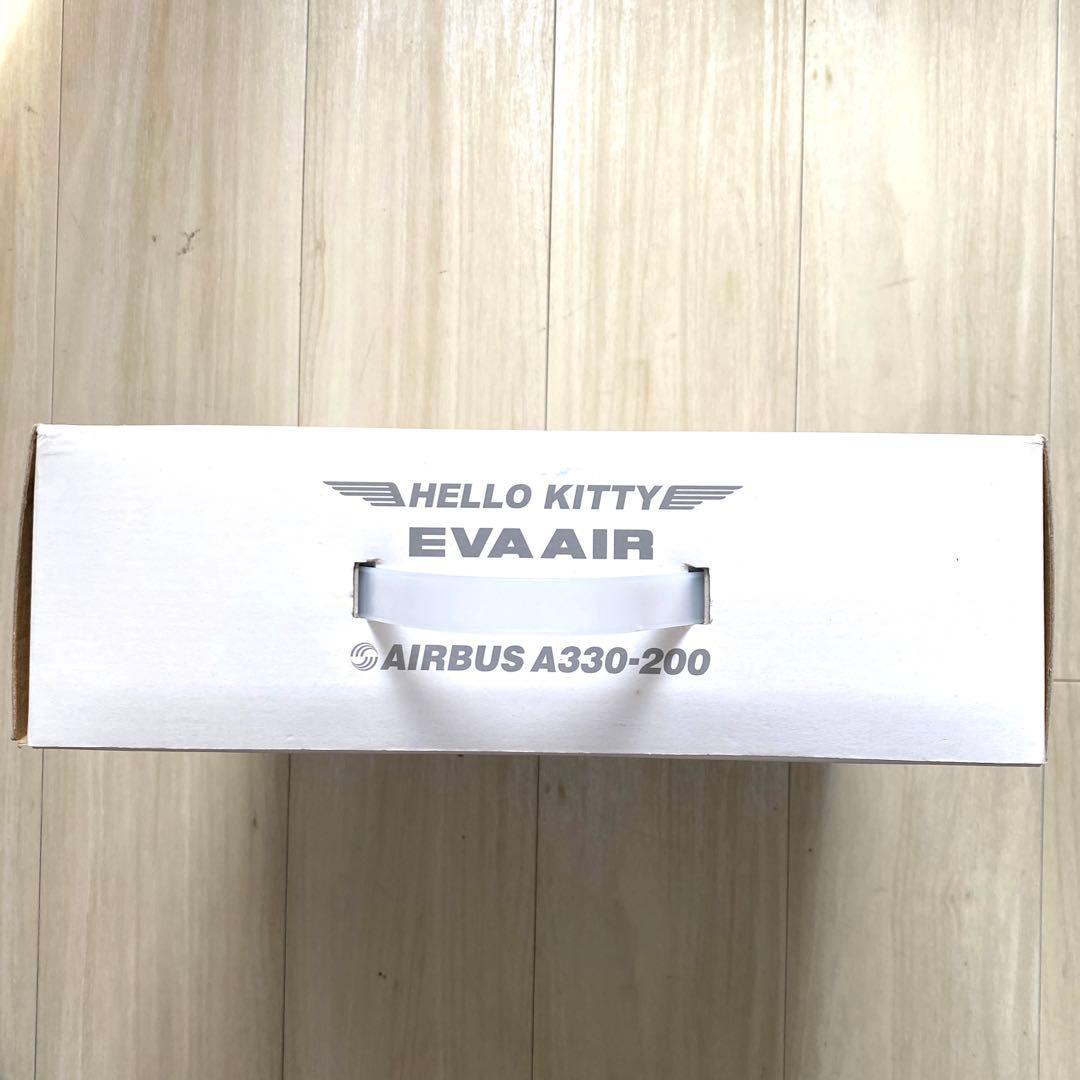 HELLO KITTY
EVA AIR
AIRBUS A330-200